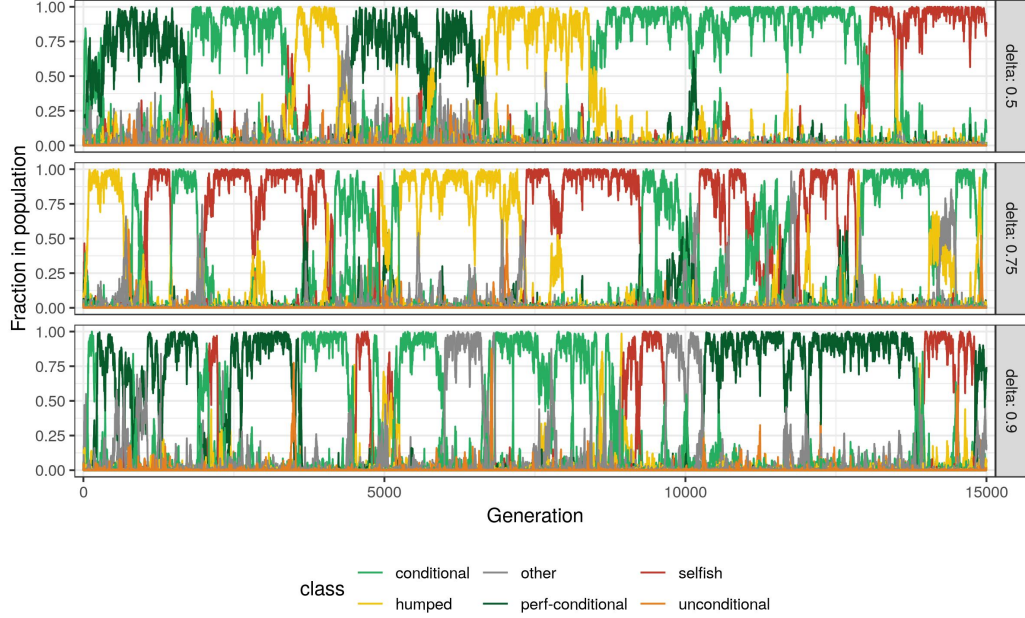 Fraction in population
1.00
0.75
0.50
0.25
0.00
delta: 0.5
1.00
0.75
0.50
0.25
0.00
delta: 0.75
1.00
0.75
0.50
0.25
0.00
delta: 0.9
0 5000 10000 15000
Generation
class
conditional other selfish
humped perf-conditional unconditional